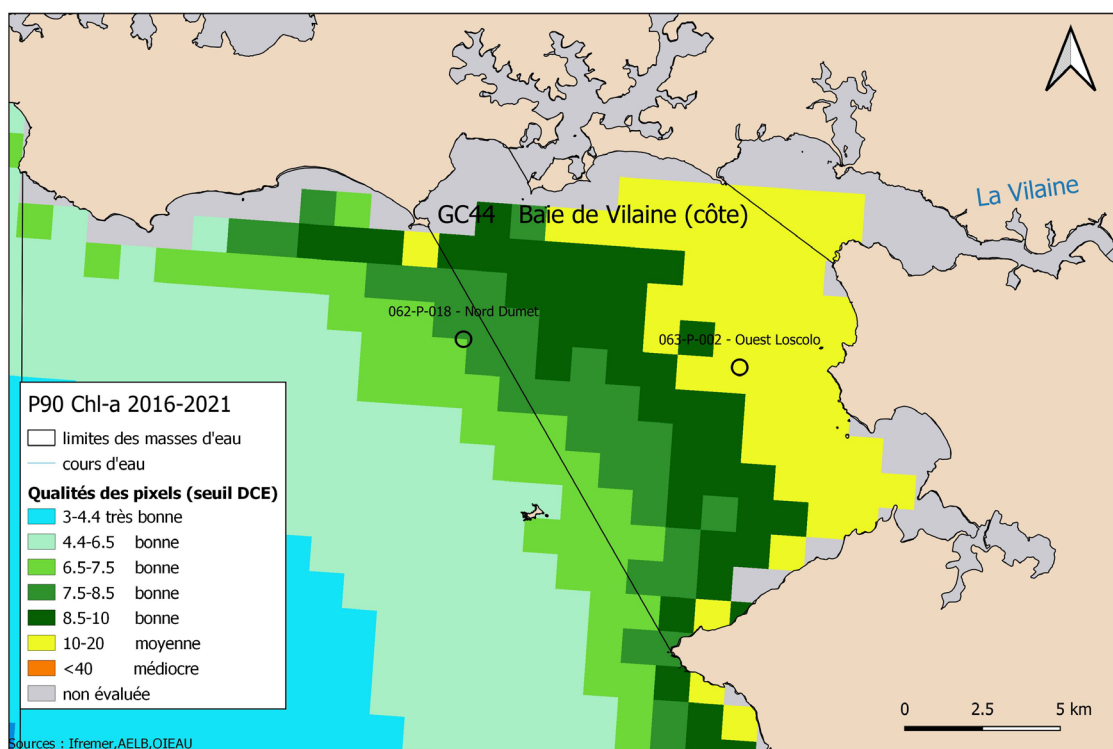 La Vilaine
GC44 Baie de Vilaine (côte)
062-P-018 - Nord Dumet
063-P-002 - Ouest Loscolo
P90 Chl-a 2016-2021
limites des masses d'eau
cours d'eau
Qualités des pixels (seuil DCE)
3-4.4 très bonne
4.4-6.5 bonne
6.5-7.5 bonne
7.5-8.5 bonne
8.5-10 bonne
10-20 moyenne
<40 médiocre
non évaluée
0 2.5 5 km
Sources : Ifremer,AELB,OIEAU